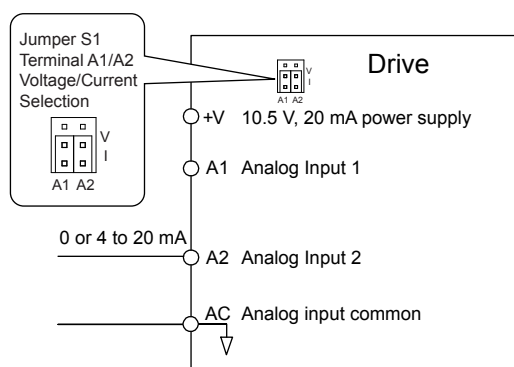 Jumper S1
Terminal A1/A2
Voltage/Current
Selection
V
I
A1 A2
Drive
V
I
A1 A2
+V 10.5 V, 20 mA power supply
A1 Analog Input 1
0 or 4 to 20 mA
A2 Analog Input 2
AC Analog input common